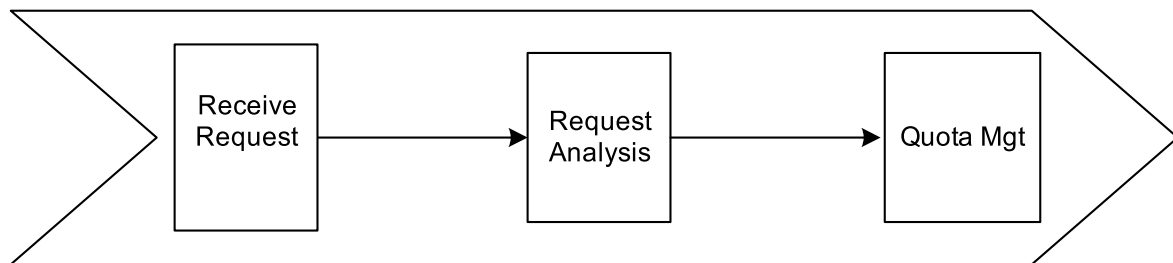 Receive
Request
Request
Analysis
Quota Mgt